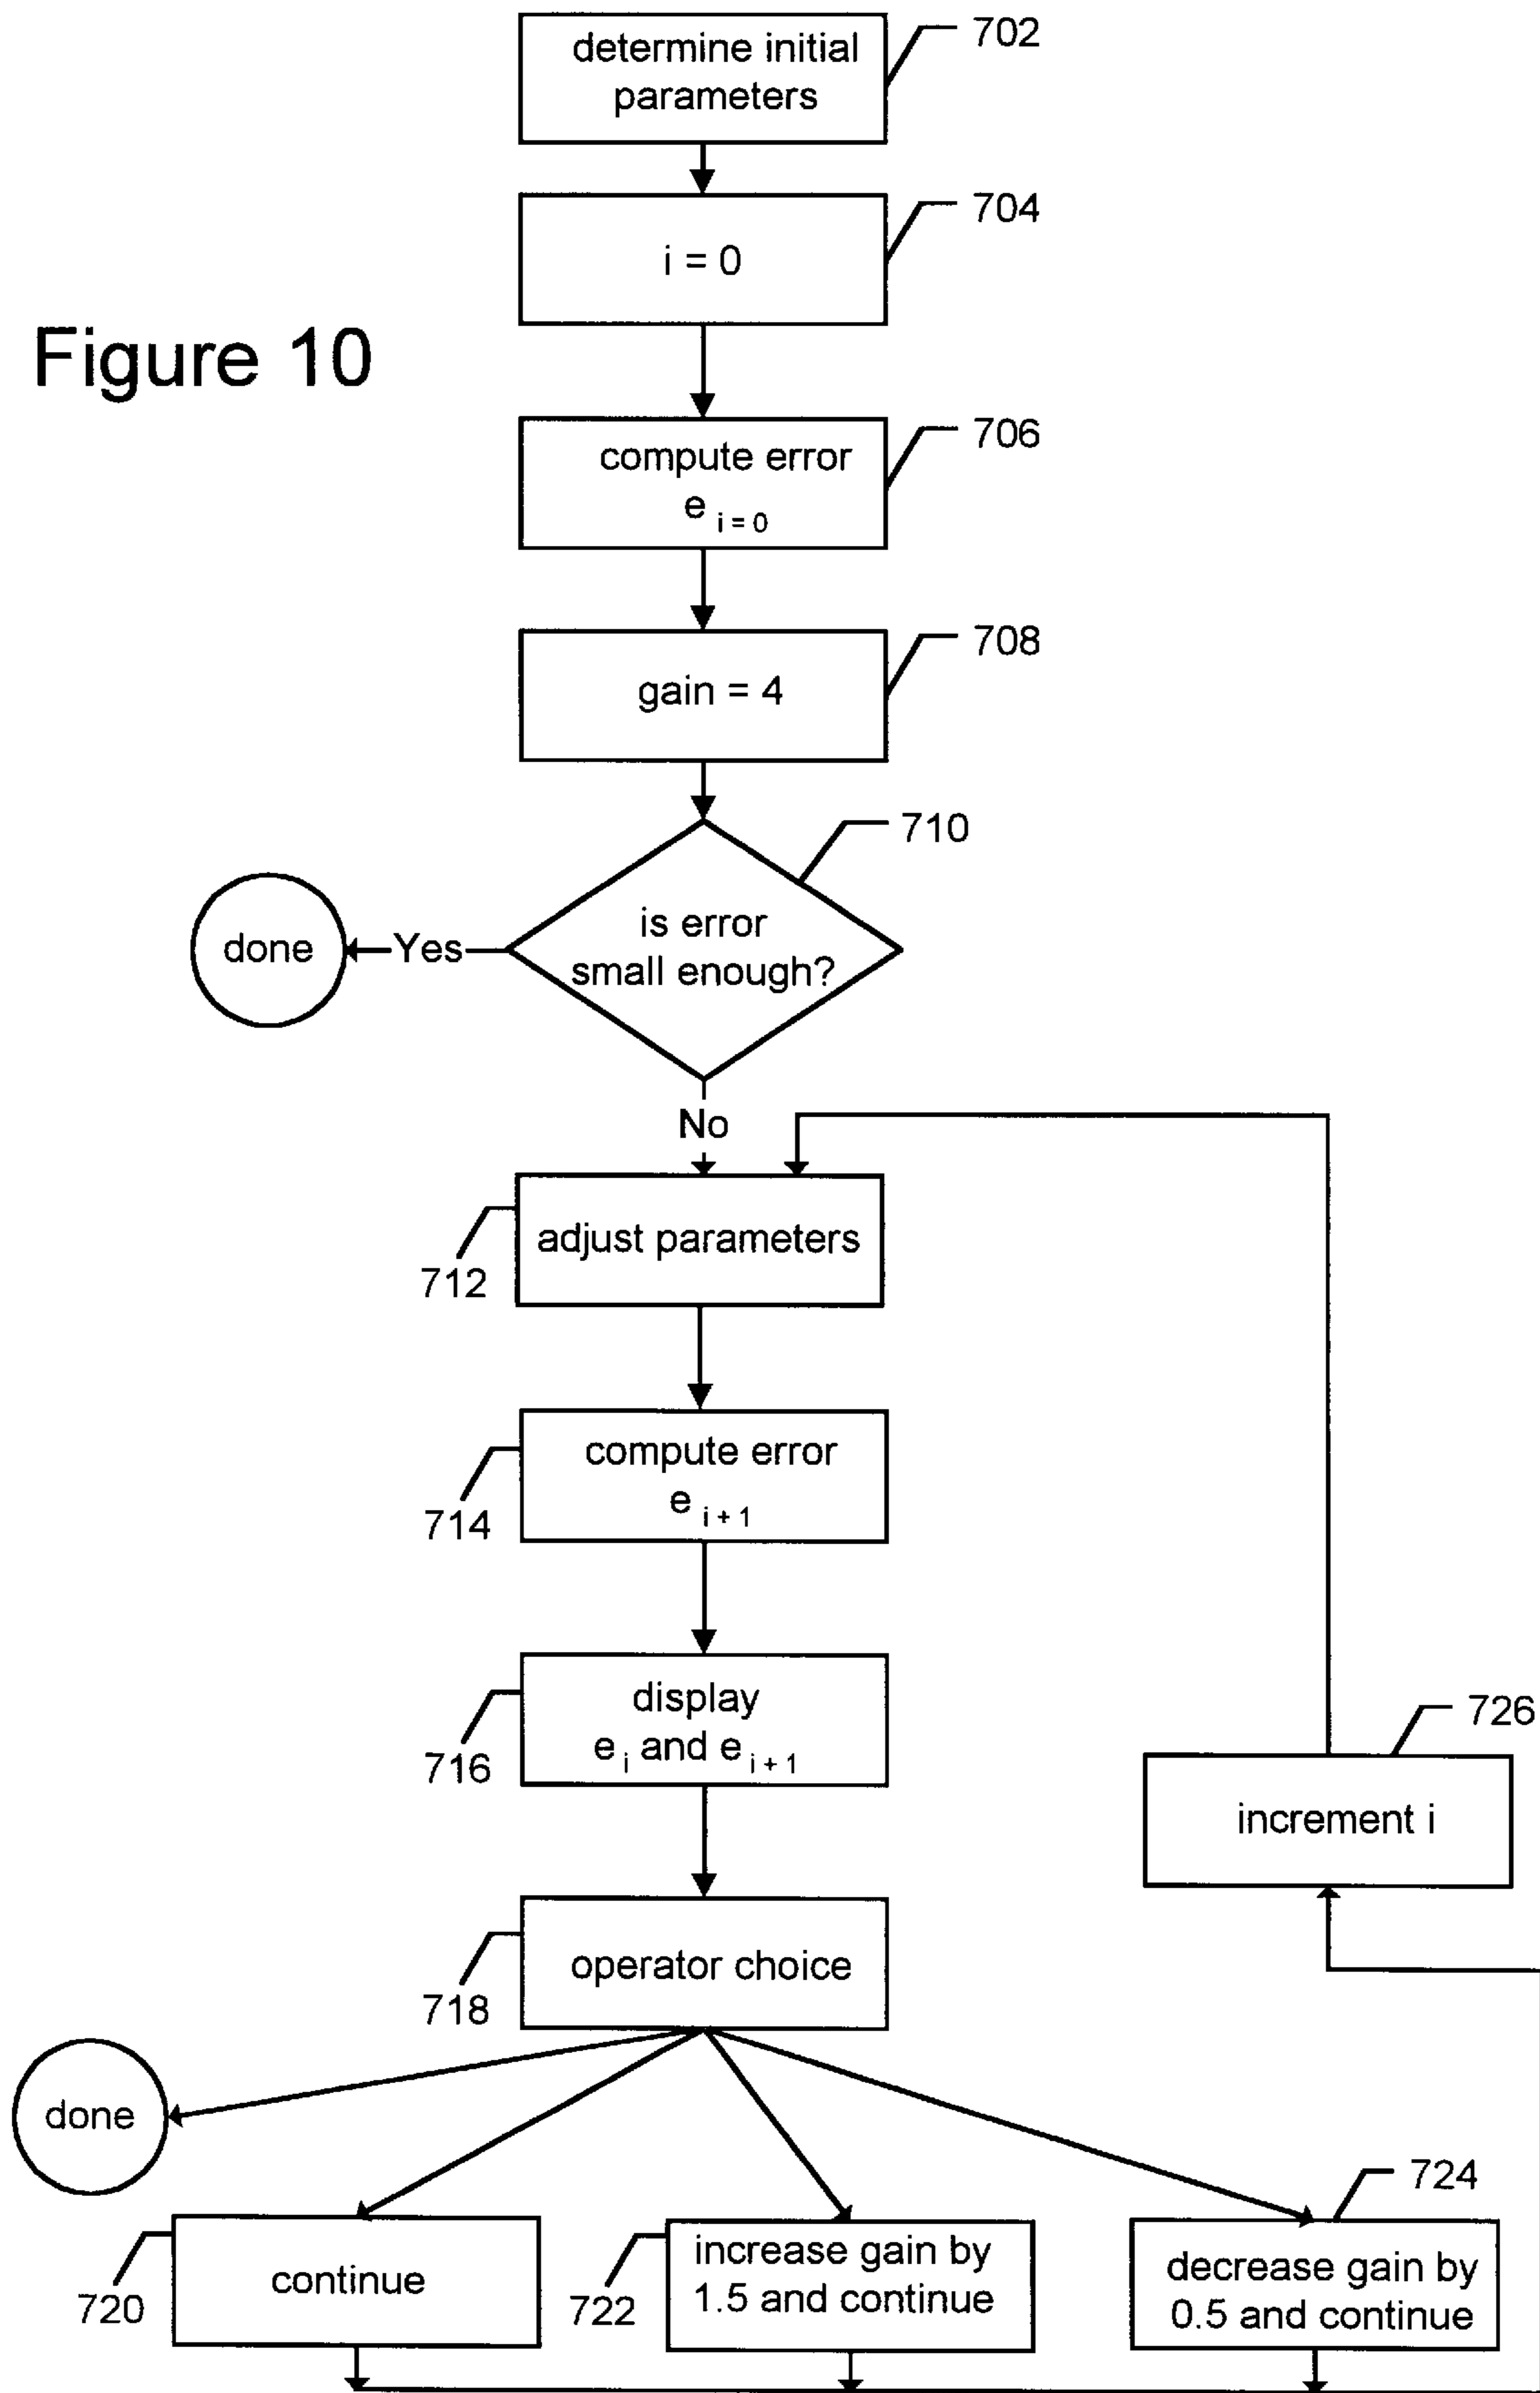 determine initial
parameters
702
i = 0
704
Figure 10
compute error
e i = 0
706
gain = 4
708
710
is error
small enough?
Yes
done
No
adjust parameters
712
compute error
e i + 1
714
display
e i and e i + 1
716
726
increment i
operator choice
718
done
724
continue
720
increase gain by
1.5 and continue
722
decrease gain by
0.5 and continue